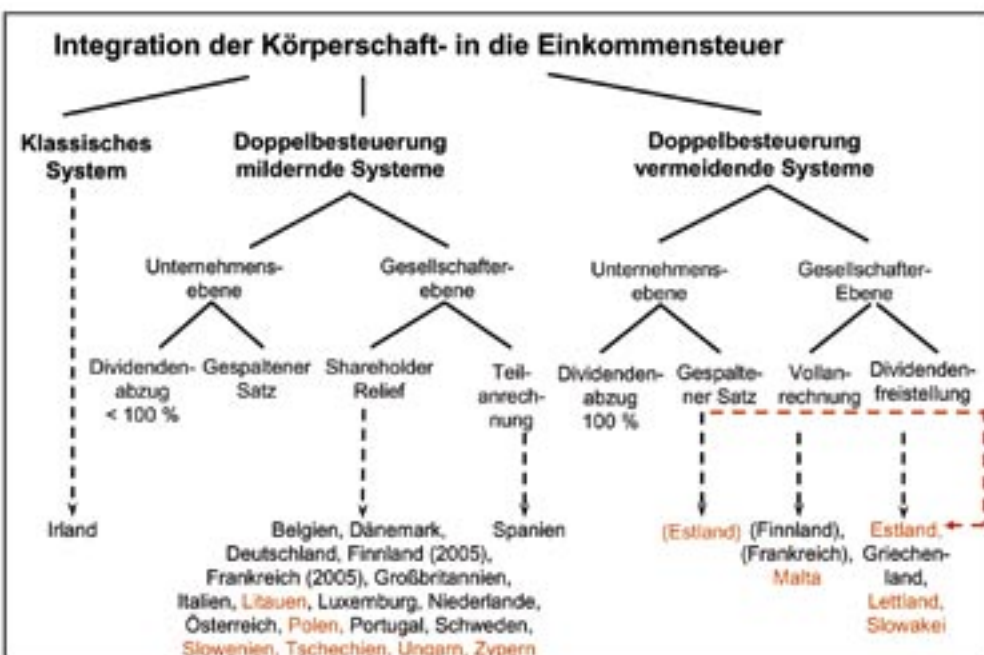 Integration der Körperschaft- in die Einkommensteuer
Klassisches
System
Doppelbesteuerung
mildernde Systeme
Doppelbesteuerung
vermeidende Systeme
Unternehmens-
ebene
Gesellschafter-
ebene
Unternehmens-
ebene
Gesellschafter-
Ebene
Dividenden-
abzug
< 100 %
Gespaltener
Satz
Shareholder
Relief
Teil-
anrech-
nung
Dividenden-
abzug
100 %
Gespalte-
ner Satz
Vollan-
rechnung
Dividenden-
freistellung
Irland
Belgien, Dänemark,
Deutschland, Finnland (2005),
Frankreich (2005), Großbritannien,
Italien, Litauen, Luxemburg, Niederlande,
Österreich, Polen, Portugal, Schweden,
Slowenien, Tschechien, Ungarn, Zypern
Spanien
(Estland)
(Finnland),
(Frankreich),
Malta
Estland,
Griechen-
land,
Lettland,
Slowakei